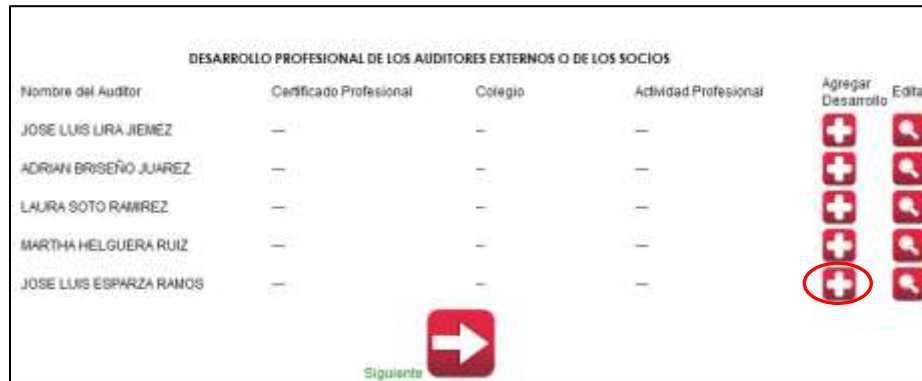 DESARROLLO PROFESIONAL DE LOS AUDITORES EXTERNOS O DE LOS SOCIOS
Nombre del Auditor Certificado Profesional Colegio Actividad Profesional Agregar Desarrollo Edita
JOSE LUIS LIRA JIEMEZ --- -- ---
ADRIAN BRISEÑO JUAREZ --- -- ---
LAURA SOTO RAMIREZ --- -- ---
MARTHA HELGUERA RUIZ --- -- ---
JOSE LUIS ESPARZA RAMOS --- -- ---
Siguiente